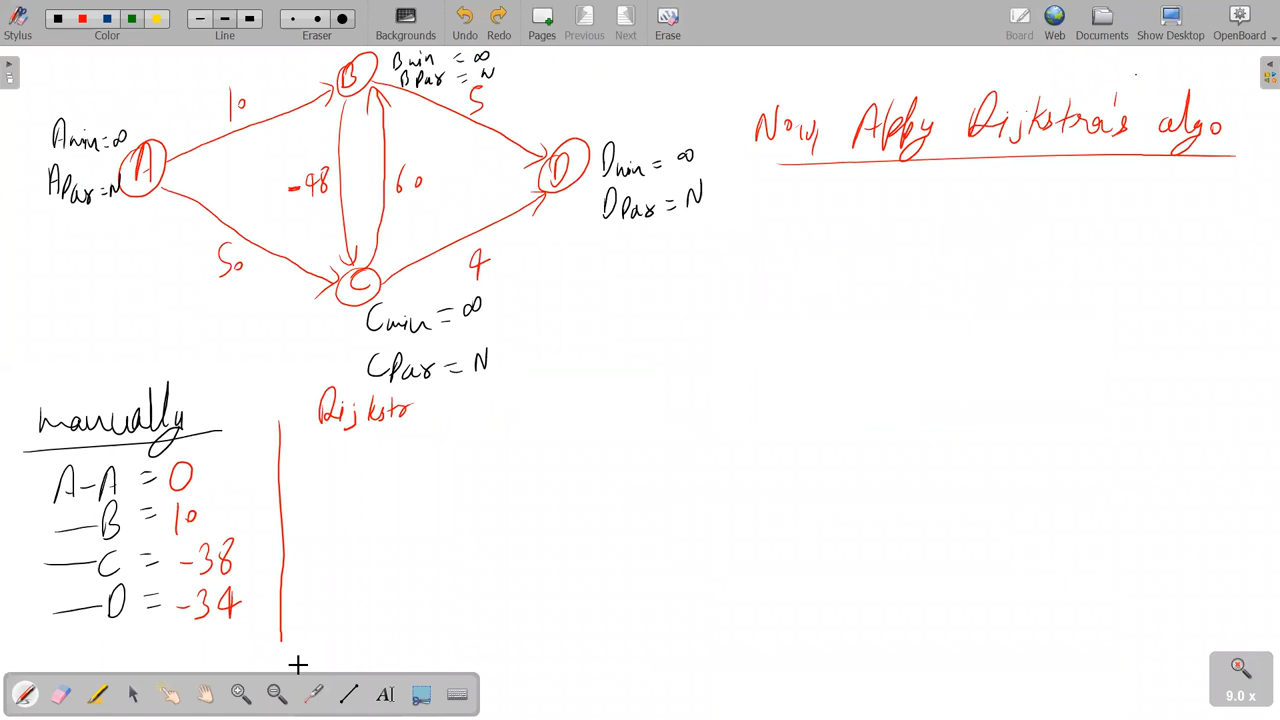 Stylus
Color
Line
Eraser
Backgrounds
Undo
Redo
Pages
Previous
Next
Erase
Board
Web
Documents
Show Desktop
OpenBoard
Now Appy Dijkstra's algo
Bmin = ∞
BPar = N
B
10
5
Amin=∞
A
APar=N
-48
60
D
Dmin = ∞
DPar = N
50
C
4
Cmin = ∞
CPar = N
manually
Dijkstr
A-A = 0
—B = 10
—C = -38
—D = -34
9.0 x